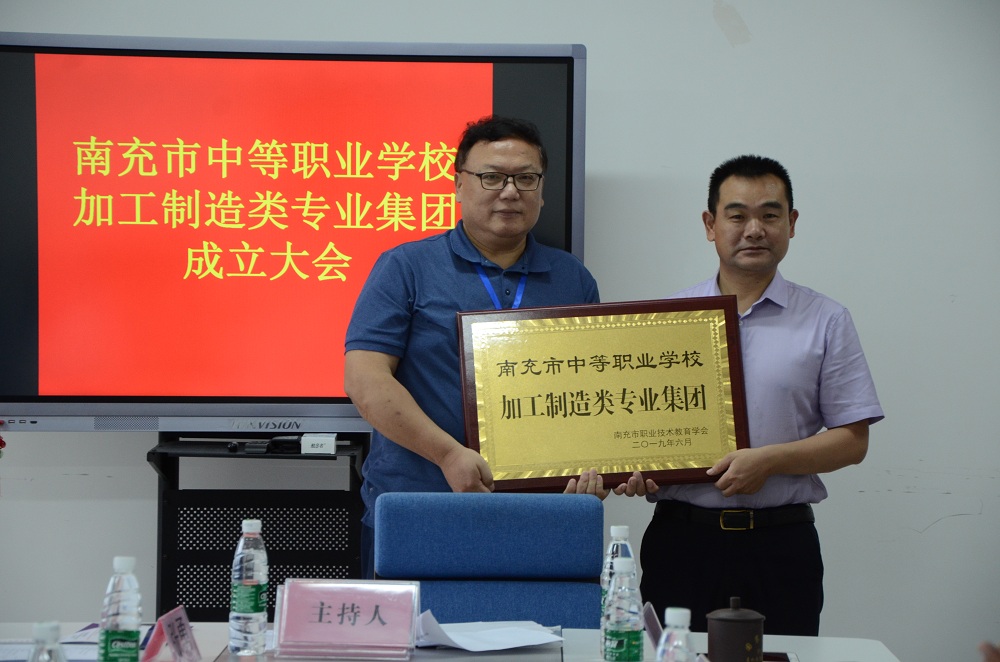 南充市中等职业学校
加工制造类专业集团
成立大会
南充市中等职业学校
加工制造类专业集团
南充市职业技术教育学会
二〇一九年六月
主持人